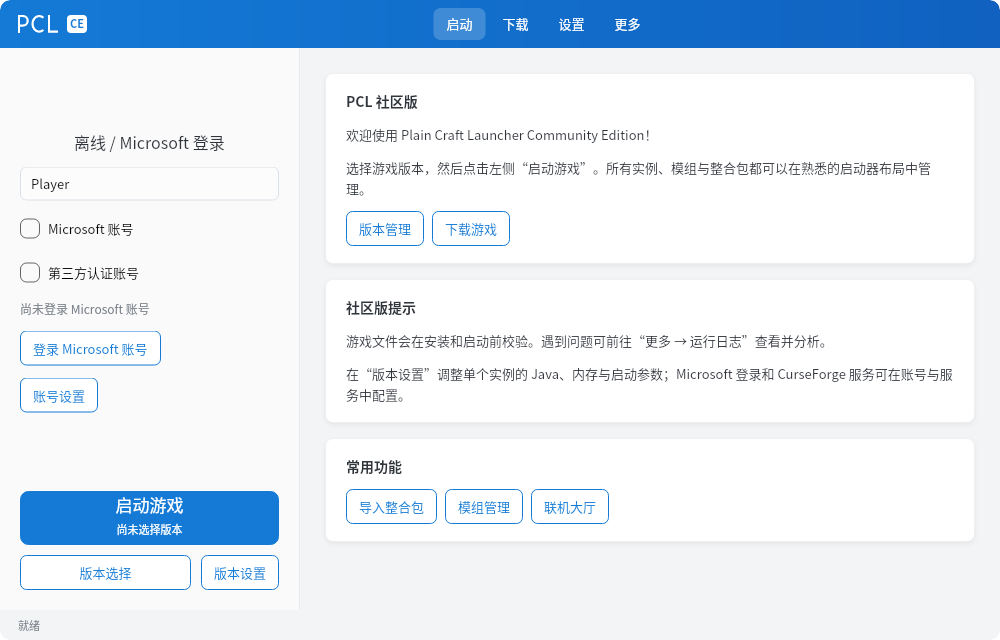 PCL CE
启动 下载 设置 更多
离线 / Microsoft 登录
Player
Microsoft 账号
第三方认证账号
尚未登录 Microsoft 账号
登录 Microsoft 账号
账号设置
启动游戏
尚未选择版本
版本选择 版本设置
就绪
PCL 社区版
欢迎使用 Plain Craft Launcher Community Edition！
选择游戏版本，然后点击左侧“启动游戏”。所有实例、模组与整合包都可以在熟悉的启动器布局中管
理。
版本管理 下载游戏
社区版提示
游戏文件会在安装和启动前校验。遇到问题可前往“更多 → 运行日志”查看并分析。
在“版本设置”调整单个实例的 Java、内存与启动参数；Microsoft 登录和 CurseForge 服务可在账号与服
务中配置。
常用功能
导入整合包 模组管理 联机大厅